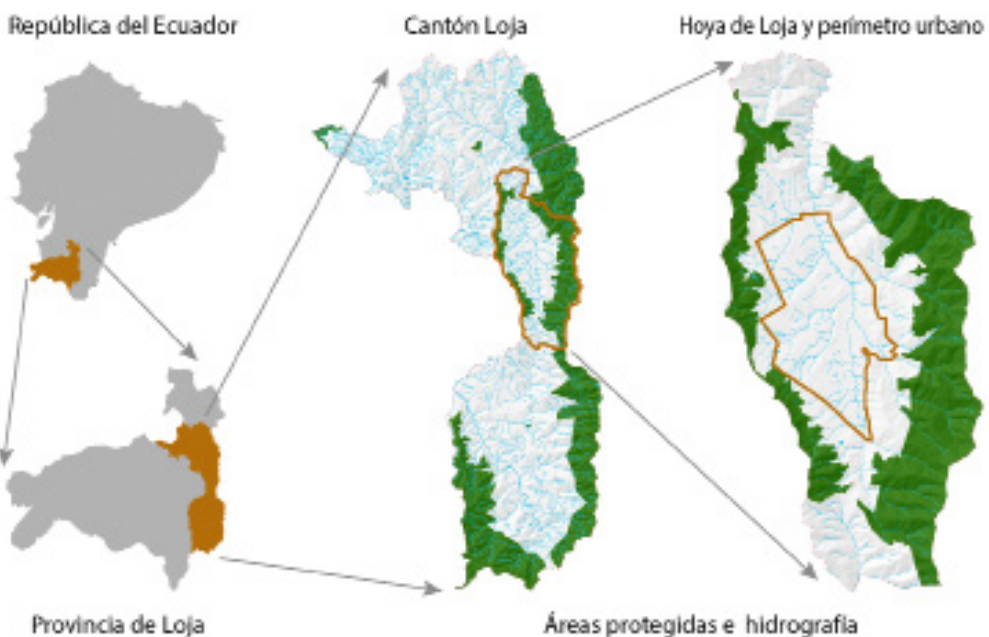 República del Ecuador
Cantón Loja
Hoya de Loja y perímetro urbano
Provincia de Loja
Áreas protegidas e hidrografía